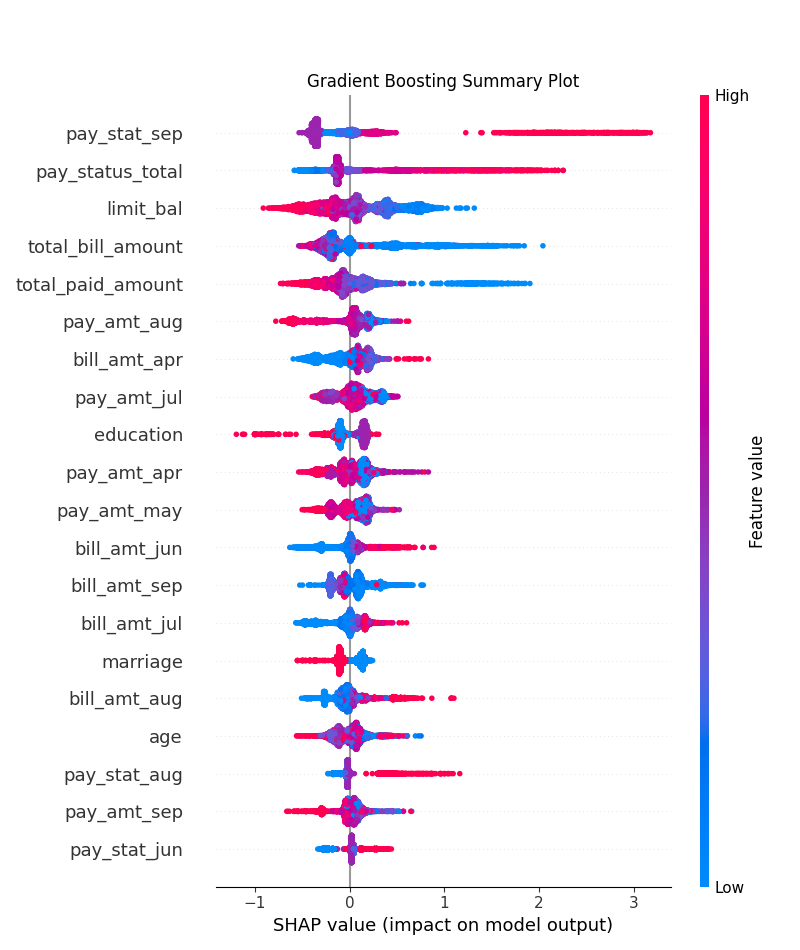 Gradient Boosting Summary Plot
High
pay_stat_sep
pay_status_total
limit_bal
total_bill_amount
total_paid_amount
pay_amt_aug
bill_amt_apr
pay_amt_jul
education
pay_amt_apr
pay_amt_may
bill_amt_jun
bill_amt_sep
bill_amt_jul
marriage
bill_amt_aug
age
pay_stat_aug
pay_amt_sep
pay_stat_jun
Feature value
Low
−1 0 1 2 3
SHAP value (impact on model output)